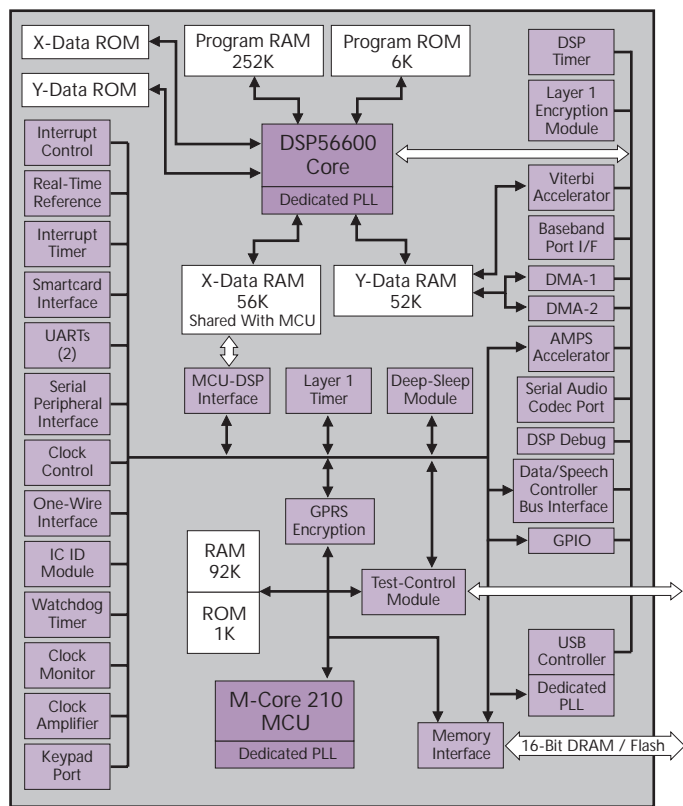 X-Data ROM
Y-Data ROM
Program RAM
252K
Program ROM
6K
DSP56600
Core
Dedicated PLL
X-Data RAM
56K
Shared With MCU
Y-Data RAM
52K
DSP
Timer
Layer 1
Encryption
Module
Viterbi
Accelerator
Baseband
Port I/F
DMA-1
DMA-2
AMPS
Accelerator
Serial Audio
Codec Port
DSP Debug
Data/Speech
Controller
Bus Interface
GPIO
USB
Controller
Dedicated
PLL
Interrupt
Control
Real-Time
Reference
Interrupt
Timer
Smartcard
Interface
UARTs
(2)
Serial
Peripheral
Interface
Clock
Control
One-Wire
Interface
IC ID
Module
Watchdog
Timer
Clock
Monitor
Clock
Amplifier
Keypad
Port
MCU-DSP
Interface
Layer 1
Timer
Deep-Sleep
Module
GPRS
Encryption
RAM
92K
ROM
1K
Test-Control
Module
M-Core 210
MCU
Dedicated PLL
Memory
Interface
16-Bit DRAM / Flash